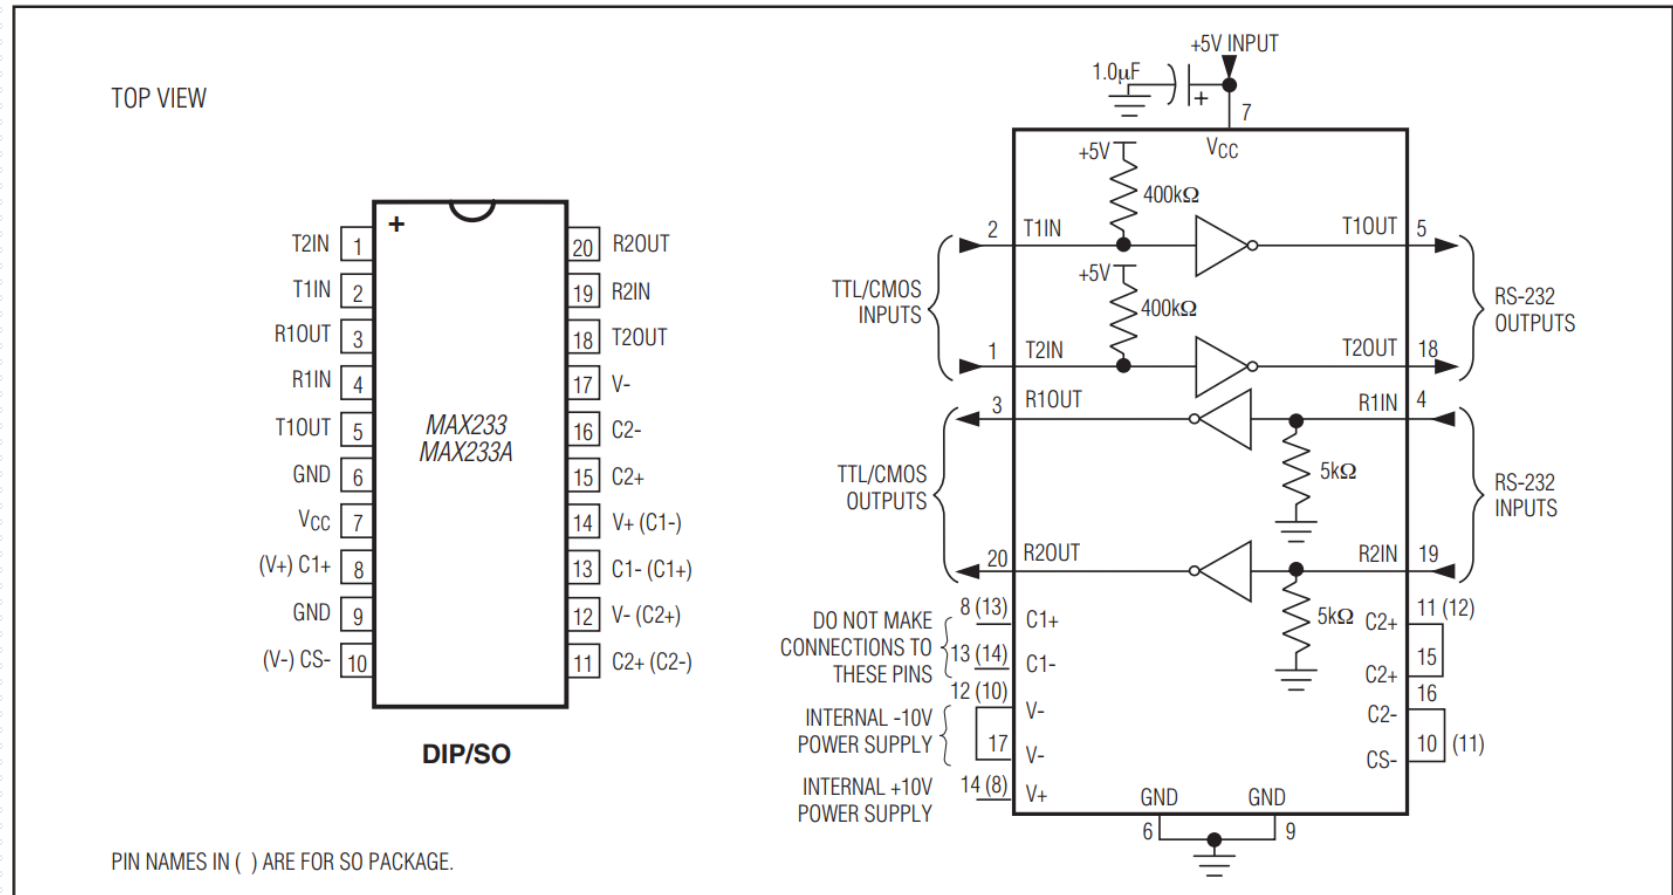 TOP VIEW
+
T2IN 1
T1IN 2
R1OUT 3
R1IN 4
T1OUT 5
GND 6
VCC 7
(V+) C1+ 8
GND 9
(V-) CS- 10
MAX233
MAX233A
20 R2OUT
19 R2IN
18 T2OUT
17 V-
16 C2-
15 C2+
14 V+ (C1-)
13 C1- (C1+)
12 V- (C2+)
11 C2+ (C2-)
DIP/SO
PIN NAMES IN ( ) ARE FOR SO PACKAGE.
+5V INPUT
1.0μF
+
7
VCC
+5V
400kΩ
2 T1IN
T1OUT 5
+5V
400kΩ
TTL/CMOS
INPUTS
RS-232
OUTPUTS
1 T2IN
T2OUT 18
3 R1OUT
R1IN 4
5kΩ
TTL/CMOS
OUTPUTS
RS-232
INPUTS
20 R2OUT
R2IN 19
5kΩ
DO NOT MAKE
CONNECTIONS TO
THESE PINS
8 (13) C1+
13 (14) C1-
12 (10) V-
INTERNAL -10V
POWER SUPPLY
17 V-
INTERNAL +10V
POWER SUPPLY
14 (8) V+
C2+ 11 (12)
C2+ 15
C2- 16
CS- 10 (11)
GND GND
6 9